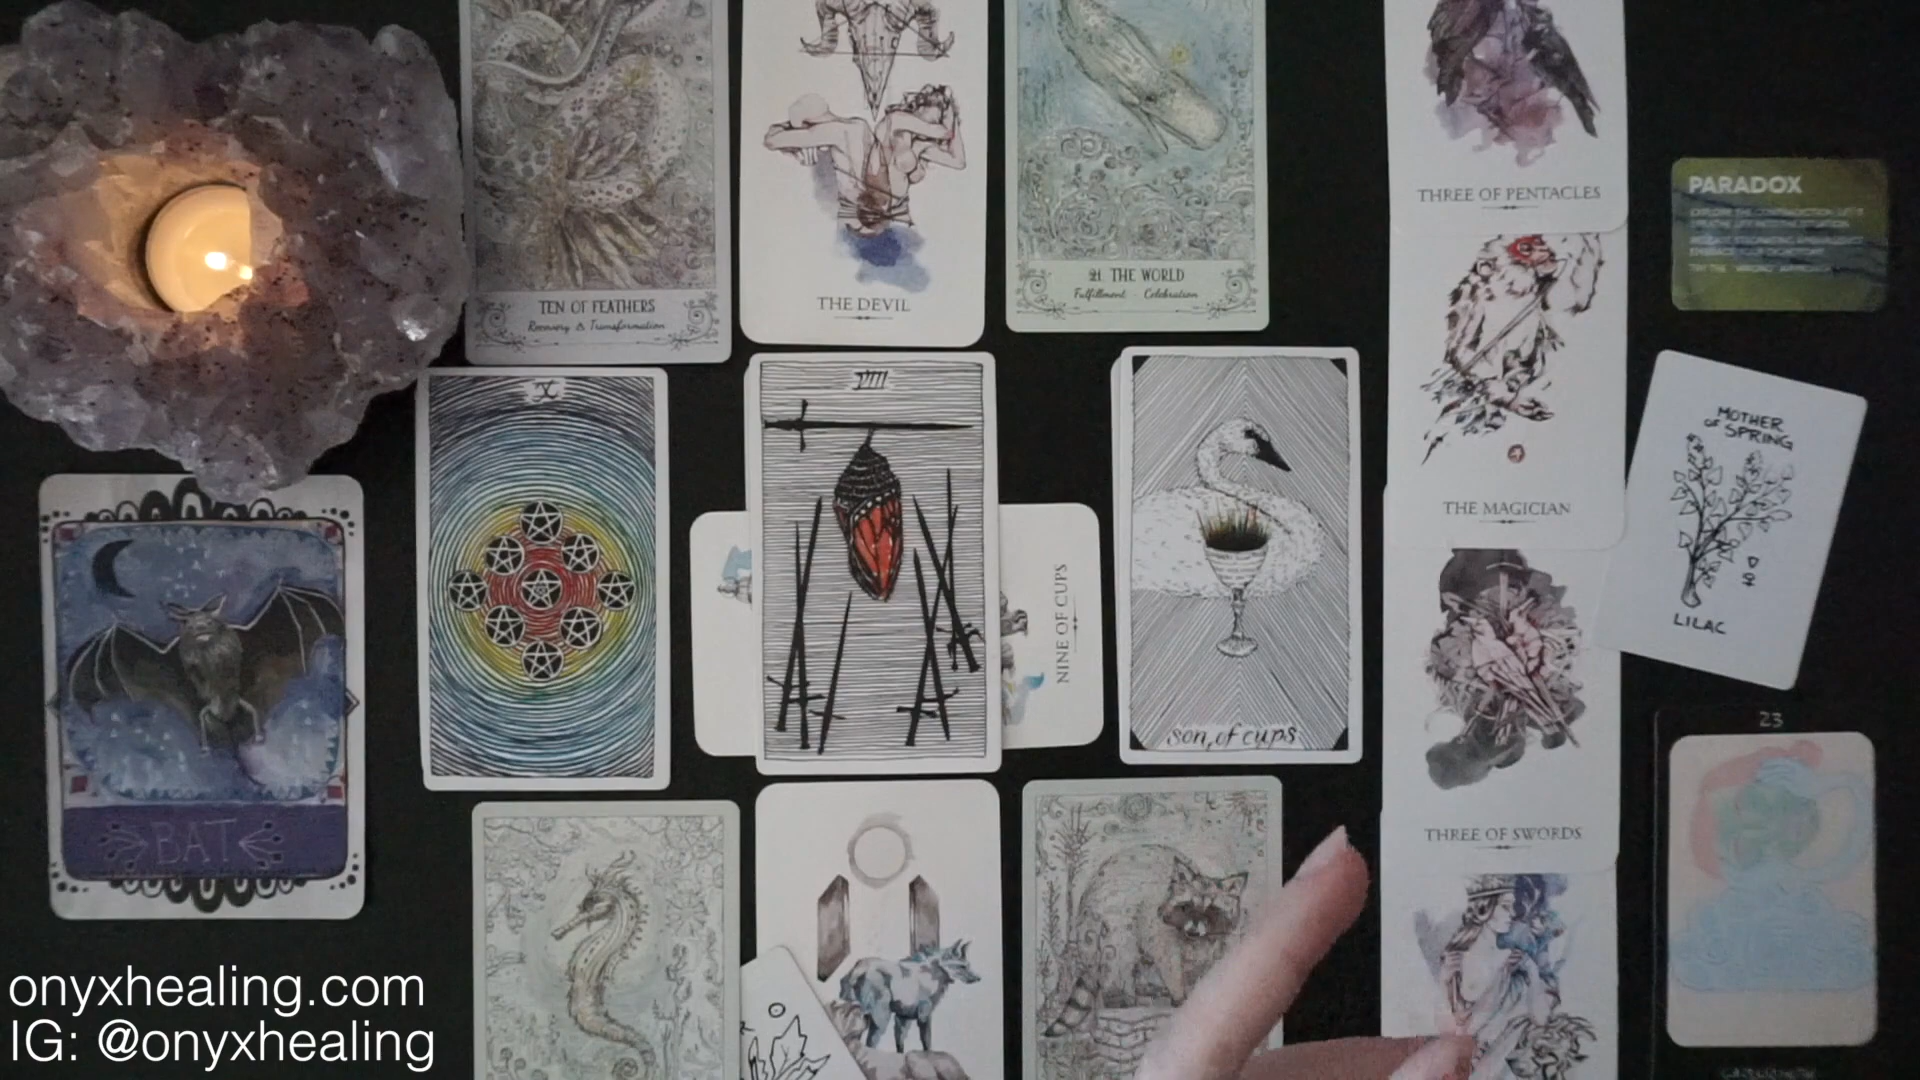 TEN OF FEATHERS
Recovery & Transformation
THE DEVIL
21 THE WORLD
Fulfillment · Celebration
THREE OF PENTACLES
PARADOX
X
VIII
NINE OF CUPS
son of cups
THE MAGICIAN
MOTHER
OF SPRING
LILAC
BAT
THREE OF SWORDS
23
onyxhealing.com
IG: @onyxhealing